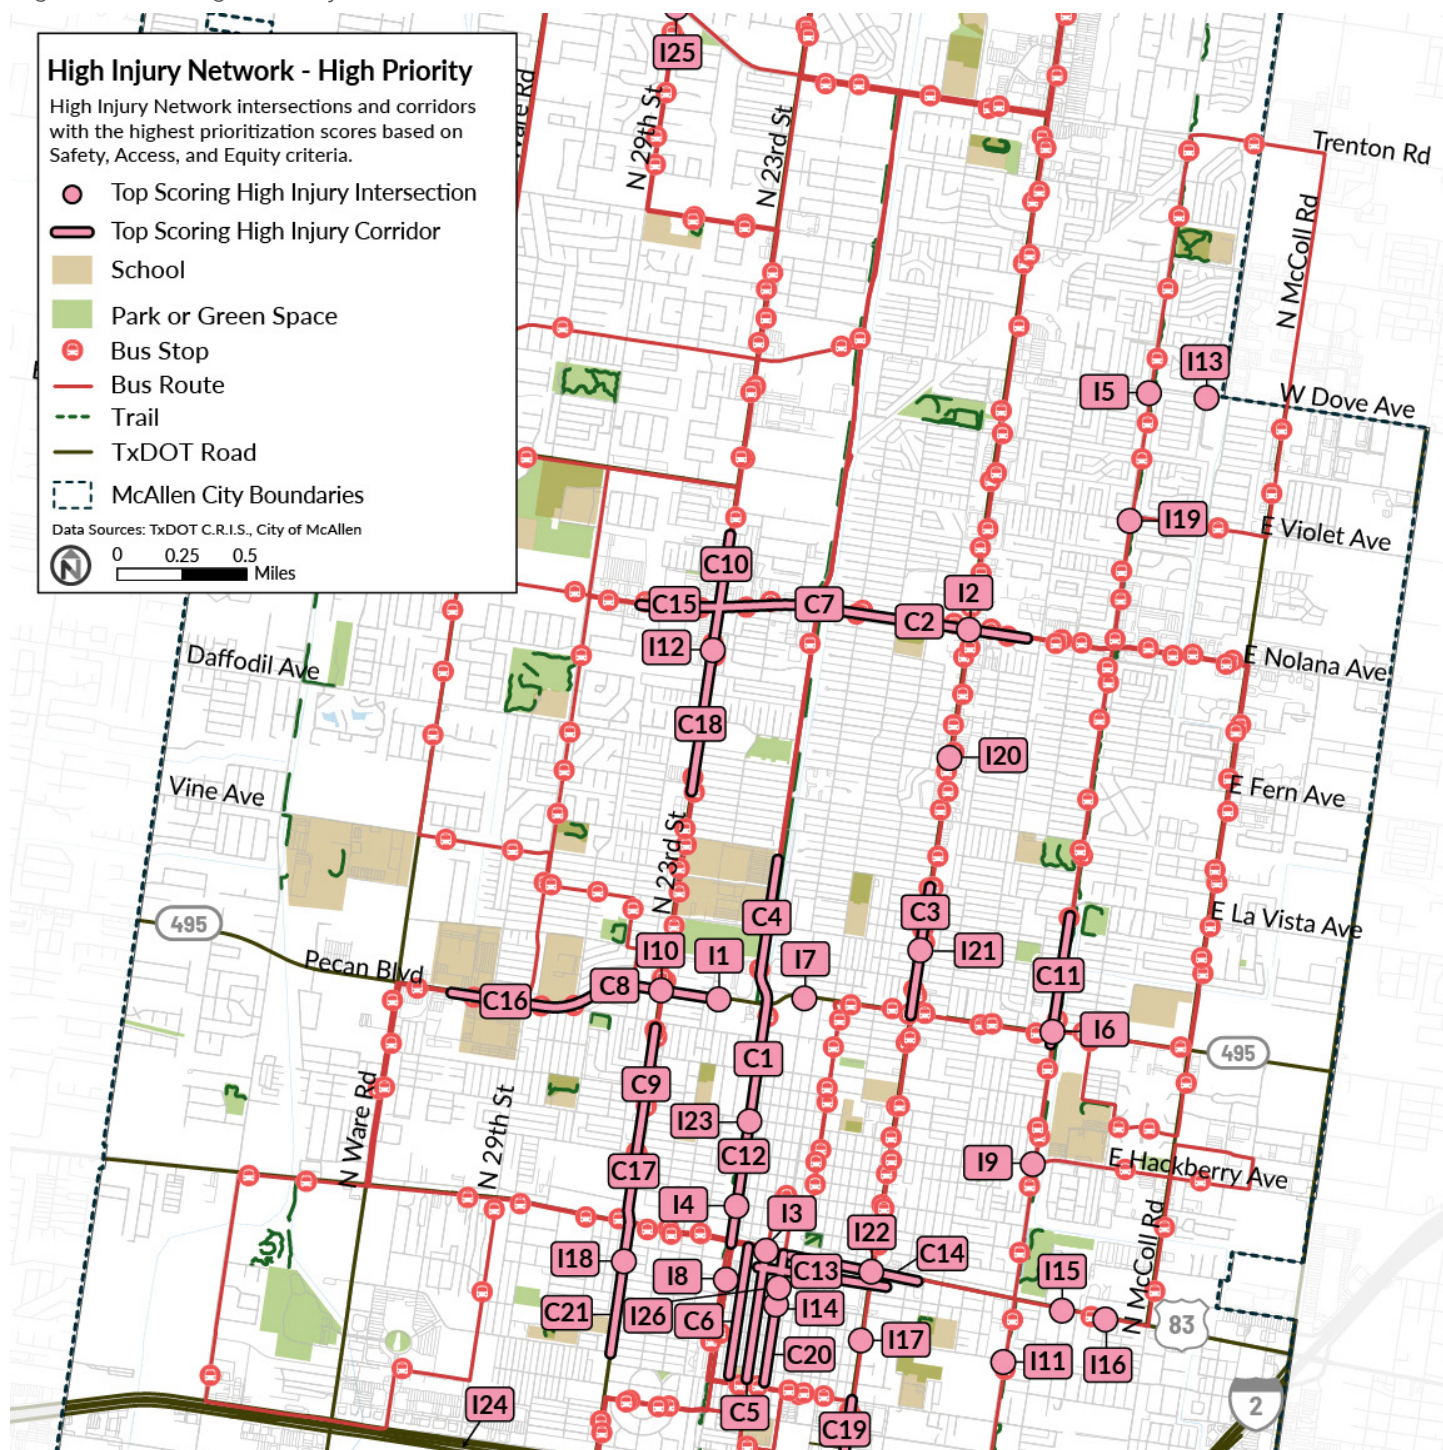 High Injury Network - High Priority
High Injury Network intersections and corridors
with the highest prioritization scores based on
Safety, Access, and Equity criteria.
Top Scoring High Injury Intersection
Top Scoring High Injury Corridor
School
Park or Green Space
Bus Stop
Bus Route
Trail
TxDOT Road
McAllen City Boundaries
Data Sources: TxDOT C.R.I.S., City of McAllen
N
0 0.25 0.5
Miles
I25
N 29th St
N 23rd St
Trenton Rd
N McColl Rd
I13
I5
W Dove Ave
I19
E Violet Ave
C10
I2
C15
C7
C2
I12
E Nolana Ave
Daffodil Ave
C18
I20
Vine Ave
E Fern Ave
N 23rd St
C4
C3
E La Vista Ave
495
I10
I1
I7
I21
Pecan Blvd
C16
C8
C11
I6
495
C1
C9
N Ware Rd
N 29th St
I23
C12
C17
I9
E Hackberry Ave
I4
I3
I22
C14
N McColl Rd
I18
I8
C13
I15
C21
I26
C6
I14
83
I17
C20
I11
I16
I24
C5
C19
2